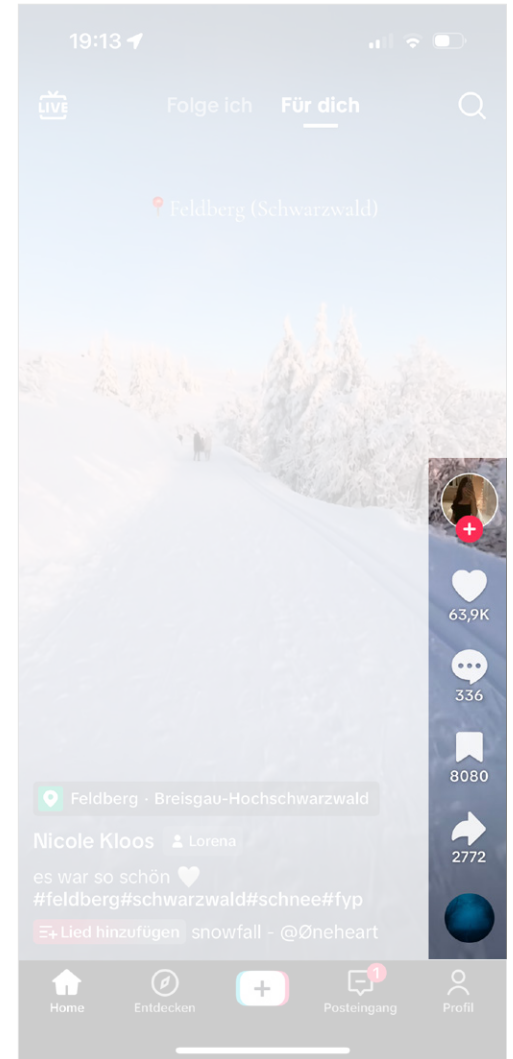 19:13
LIVE
Folge ich
Für dich
Feldberg (Schwarzwald)
63,9K
336
8080
2772
Feldberg - Breisgau-Hochschwarzwald
Nicole Kloos Lorena
es war so schön
#feldberg#schwarzwald#schnee#fyp
Lied hinzufügen snowfall - @Øneheart
1
Home
Entdecken
Posteingang
Profil